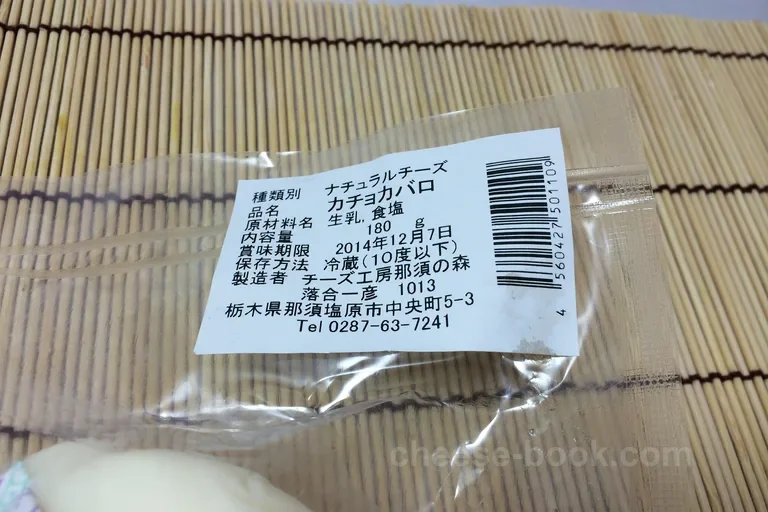 種類別 ナチュラルチーズ
品名 カチョカバロ
原材料名 生乳,食塩
内容量 180 g
賞味期限 2014年12月7日
保存方法 冷蔵(10度以下)
製造者 チーズ工房那須の森
落合一彦 1013
栃木県那須塩原市中央町5-3
Tel 0287-63-7241
4 560427 501109
cheese-book.com